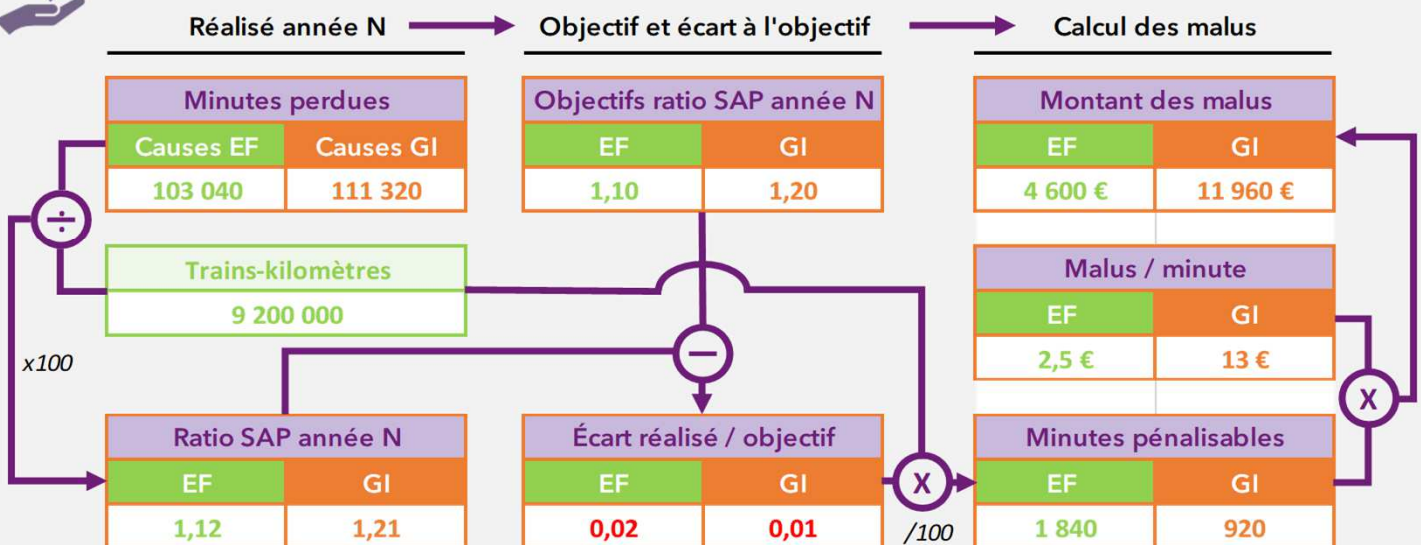 Réalisé année N
Objectif et écart à l'objectif
Calcul des malus
Minutes perdues
Causes EF Causes GI
103 040 111 320
÷
Trains-kilomètres
9 200 000
x100
Ratio SAP année N
EF GI
1,12 1,21
Objectifs ratio SAP année N
EF GI
1,10 1,20
−
Écart réalisé / objectif
EF GI
0,02 0,01
X
/100
Montant des malus
EF GI
4 600 € 11 960 €
Malus / minute
EF GI
2,5 € 13 €
X
Minutes pénalisables
EF GI
1 840 920